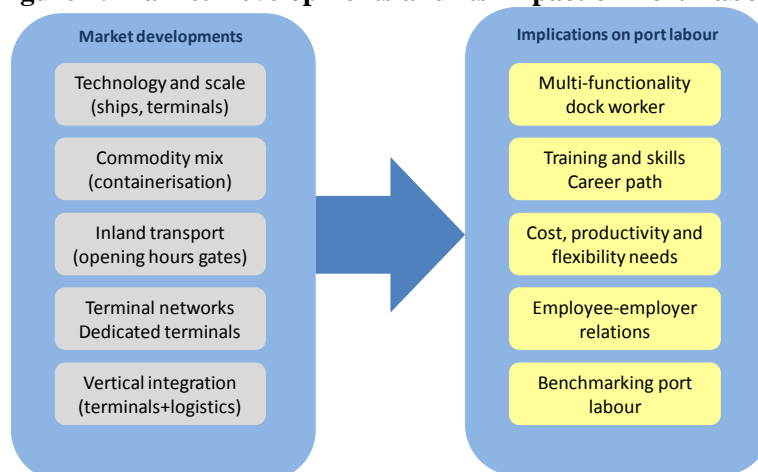 Market developments
Technology and scale
(ships, terminals)
Commodity mix
(containerisation)
Inland transport
(opening hours gates)
Terminal networks
Dedicated terminals
Vertical integration
(terminals+logistics)
Implications on port labour
Multi-functionality
dock worker
Training and skills
Career path
Cost, productivity and
flexibility needs
Employee-employer
relations
Benchmarking port
labour